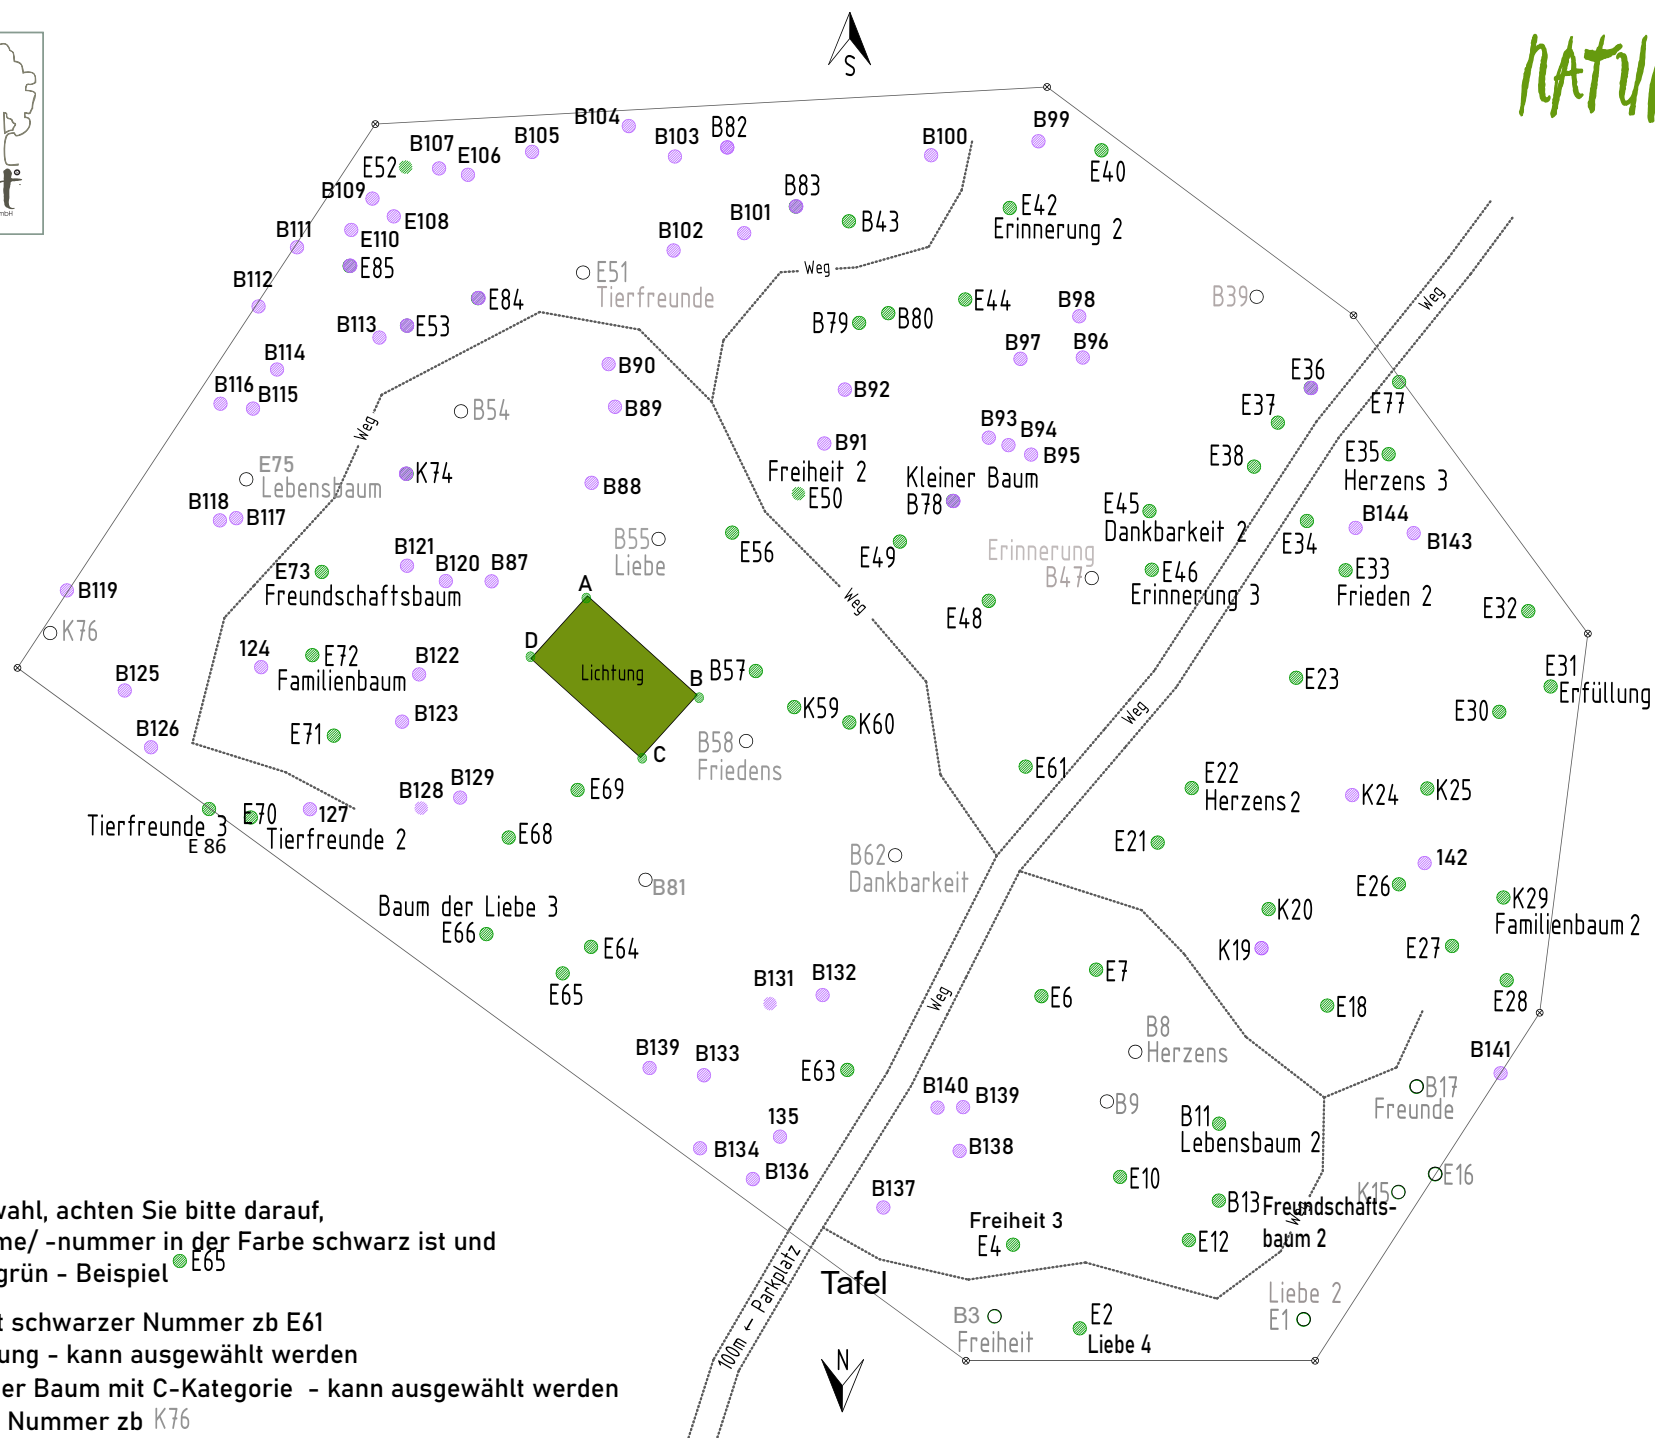 S
NATU
mbH
B104
B103
B82
B105
B107
E106
E52
B109
E108
B100
B99
E40
B83
B43
B101
B102
E42
Erinnerung 2
B111
E110
E85
B112
E84
E51
Tierfreunde
Weg
B113
E53
B79
B80
E44
B98
B39
Weg
B114
B116
B115
B90
B89
B92
B97
B96
E36
E77
B54
Weg
B91
B93
B94
B95
E37
E38
E35
Herzens 3
E75
Lebensbaum
K74
B88
Freiheit 2
E50
Kleiner Baum
B78
E45
Dankbarkeit 2
B144
B143
E34
B118
B117
B55
Liebe
E56
E49
Erinnerung
B47
E46
Erinnerung 3
E33
Frieden 2
E73
Freundschaftsbaum
B121
B120
B87
A
Weg
E48
E32
B119
K76
124
E72
Familienbaum
B122
D
Lichtung
B
B57
E23
E31
Erfüllung
B125
B126
E71
B123
K59
K60
Weg
E30
C
B58
Friedens
E61
E22
Herzens 2
K24
K25
B128
B129
E69
Tierfreunde 3
E 86
E70
Tierfreunde 2
127
E68
E21
142
B62
Dankbarkeit
B81
E26
K29
Familienbaum 2
Baum der Liebe 3
E66
K20
K19
E27
E64
E65
E7
E6
E28
E18
B131
B132
Weg
B8
Herzens
B139
B133
E63
B141
B140
B139
B9
B17
Freunde
B11
Lebensbaum 2
135
B134
B136
B138
E10
E16
K15
B137
B13
Freundschafts-
baum 2
Weg
E12
Freiheit 3
E4
wahl, achten Sie bitte darauf,
me/ -nummer in der Farbe schwarz ist und
grün - Beispiel
E65
100m ← Parkplatz
Tafel
Liebe 2
E1
B3
Freiheit
E2
Liebe 4
t schwarzer Nummer zb E61
ung - kann ausgewählt werden
N
er Baum mit C-Kategorie - kann ausgewählt werden
Nummer zb K76